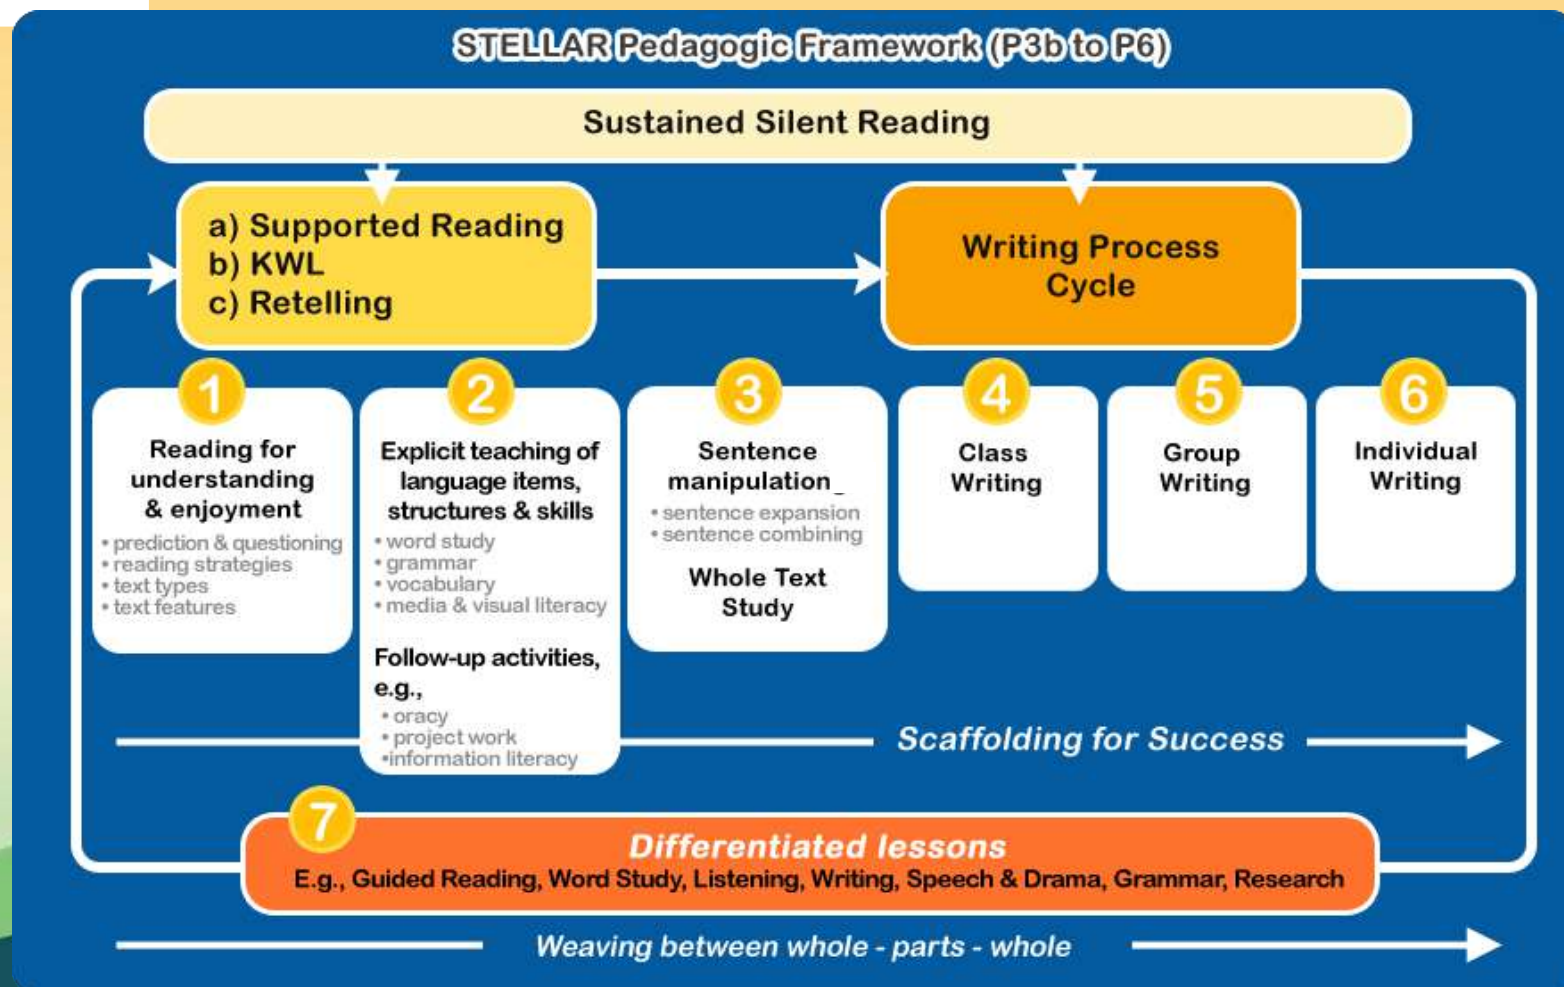 STELLAR Pedagogic Framework (P3b to P6)
Sustained Silent Reading
a) Supported Reading
b) KWL
c) Retelling
Writing Process
Cycle
1
Reading for
understanding
& enjoyment
• prediction & questioning
• reading strategies
• text types
• text features
2
Explicit teaching of
language items,
structures & skills
• word study
• grammar
• vocabulary
• media & visual literacy
Follow-up activities,
e.g.,
• oracy
• project work
•information literacy
3
Sentence
manipulation_
• sentence expansion
• sentence combining
Whole Text
Study
4
Class
Writing
5
Group
Writing
6
Individual
Writing
Scaffolding for Success
7
Differentiated lessons
E.g., Guided Reading, Word Study, Listening, Writing, Speech & Drama, Grammar, Research
Weaving between whole - parts - whole